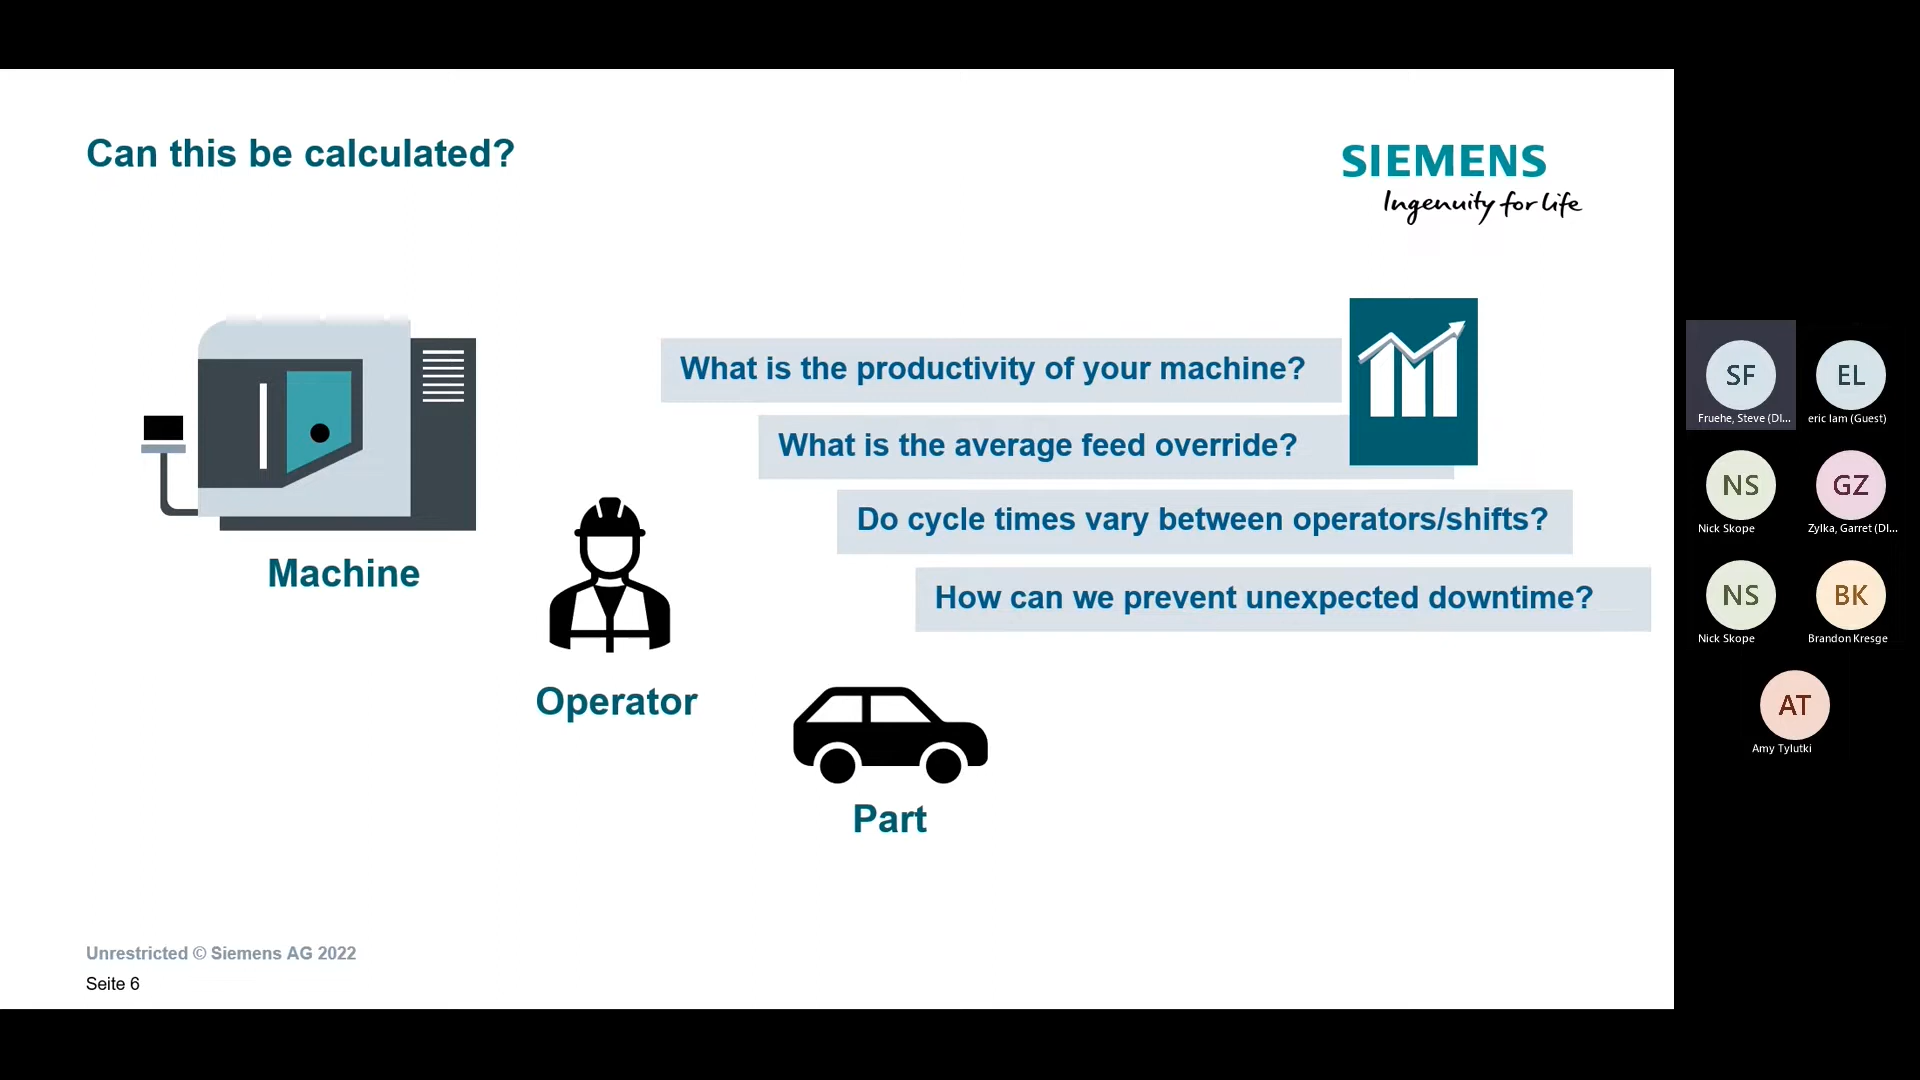 Can this be calculated?
SIEMENS
Ingenuity for life
What is the productivity of your machine?
What is the average feed override?
Do cycle times vary between operators/shifts?
How can we prevent unexpected downtime?
Machine
Operator
Part
Unrestricted © Siemens AG 2022
Seite 6
SF
Fruehe, Steve (DI...
EL
eric lam (Guest)
NS
Nick Skope
GZ
Zylka, Garret (DI...
NS
Nick Skope
BK
Brandon Kresge
AT
Amy Tylutki